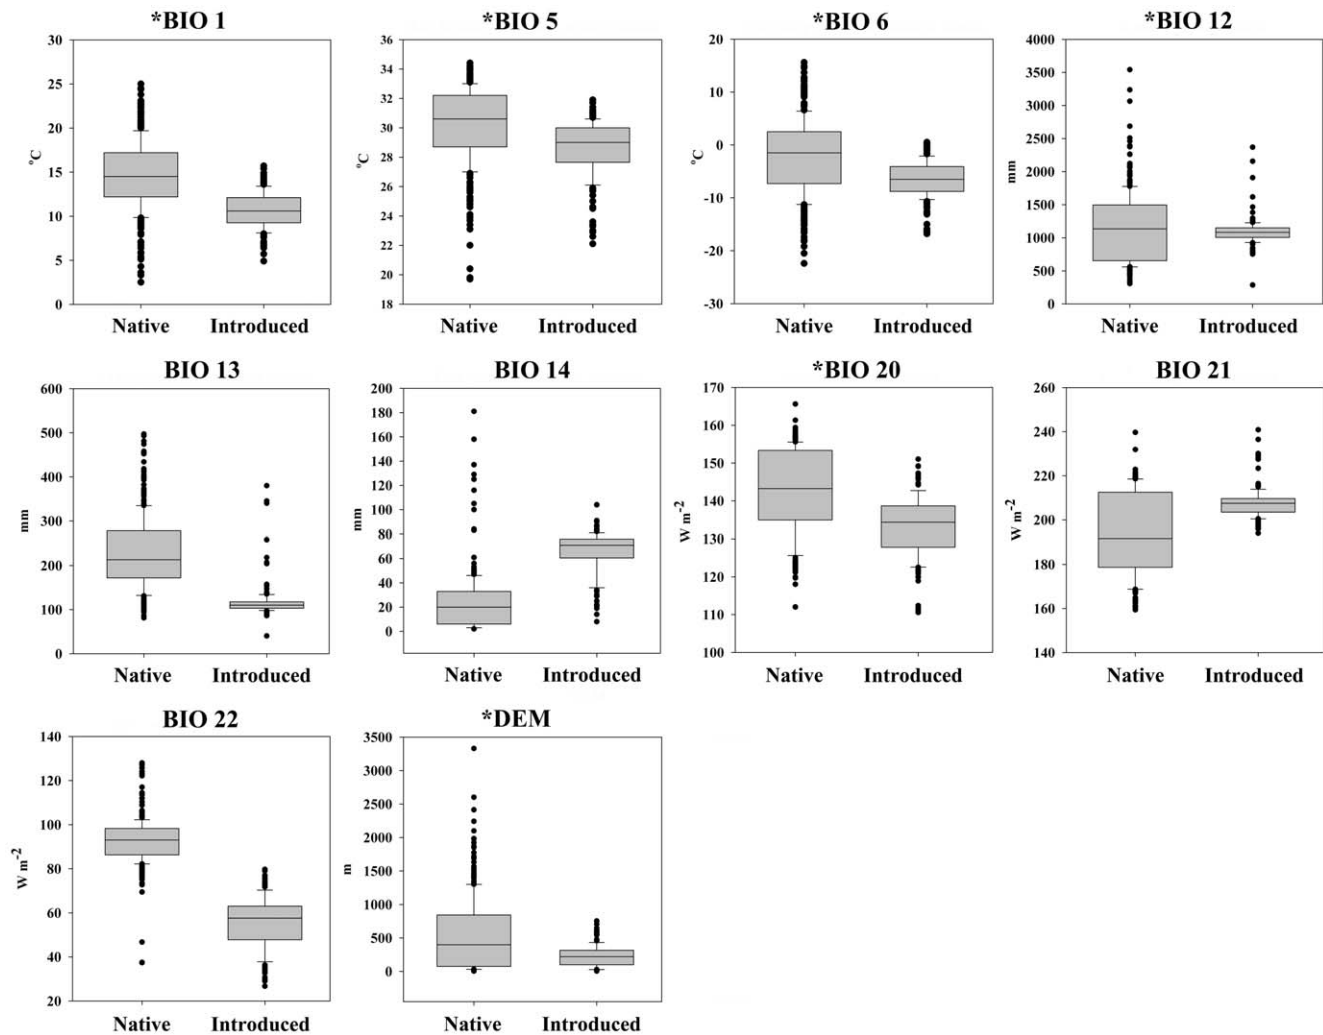 *BIO 1
30
25
20
15
10
5
0
ºC
Native Introduced
*BIO 5
36
34
32
30
28
26
24
22
20
18
ºC
Native Introduced
*BIO 6
20
10
0
-10
-20
-30
ºC
Native Introduced
*BIO 12
4000
3500
3000
2500
2000
1500
1000
500
0
mm
Native Introduced
BIO 13
600
500
400
300
200
100
0
mm
Native Introduced
BIO 14
200
180
160
140
120
100
80
60
40
20
0
mm
Native Introduced
*BIO 20
170
160
150
140
130
120
110
100
W m-2
Native Introduced
BIO 21
260
240
220
200
180
160
140
W m-2
Native Introduced
BIO 22
140
120
100
80
60
40
20
W m-2
Native Introduced
*DEM
3500
3000
2500
2000
1500
1000
500
0
m
Native Introduced